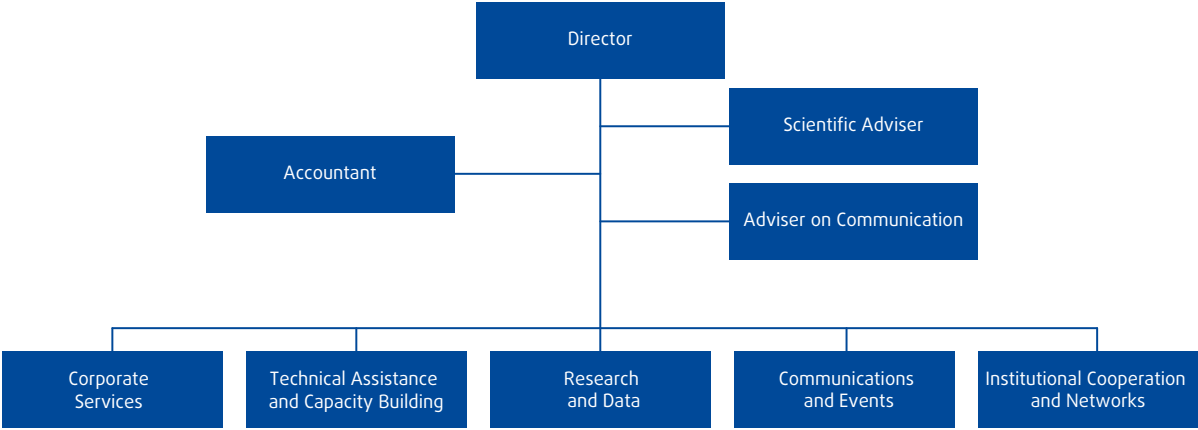 Director
Scientific Adviser
Accountant
Adviser on Communication
Corporate
Services
Technical Assistance
and Capacity Building
Research
and Data
Communications
and Events
Institutional Cooperation
and Networks